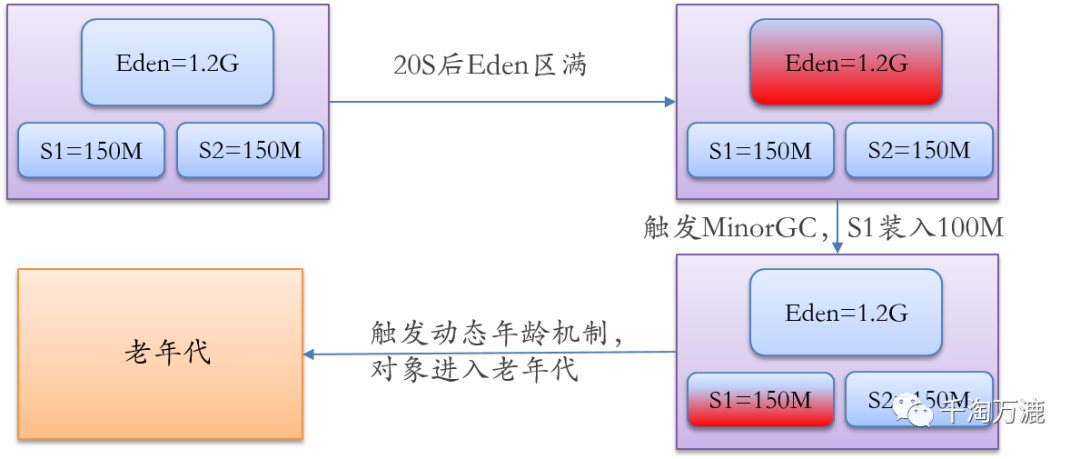 Eden=1.2G
S1=150M
S2=150M
20S后Eden区满
Eden=1.2G
S1=150M
S2=150M
触发MinorGC，S1装入100M
Eden=1.2G
S1=150M
S2=150M
触发动态年龄机制，
对象进入老年代
老年代
千淘万漉